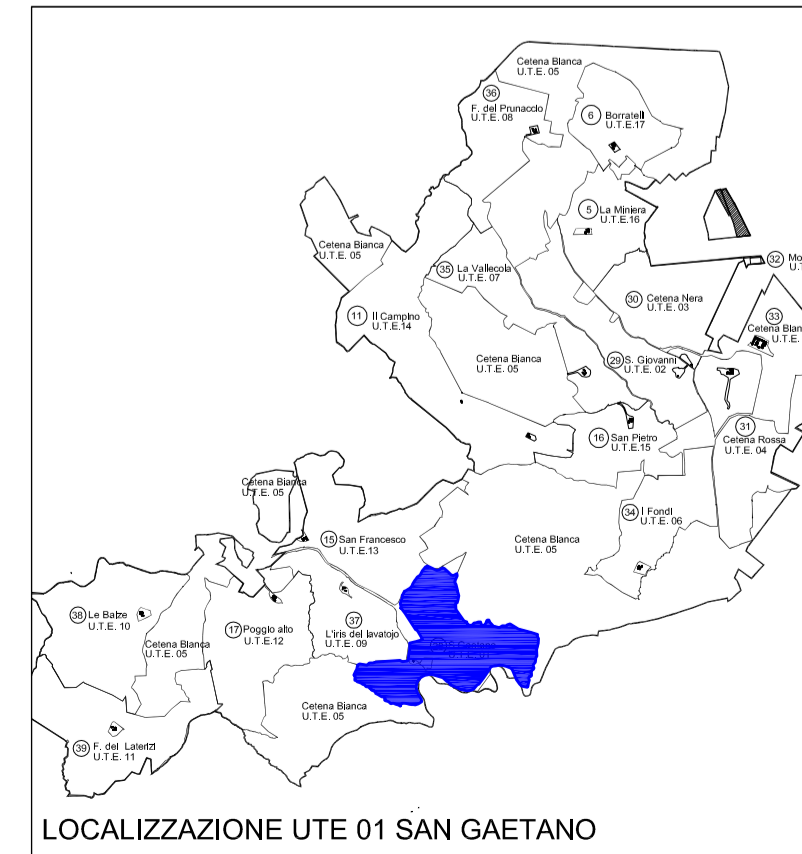 Cetena Bianca
U.T.E. 05
36
F. del Prunaccio
U.T.E. 08
6 Borratelli
U.T.E.17
5 La Miniera
U.T.E.16
Cetena Bianca
U.T.E. 05
32
35 La Vallecola
U.T.E. 07
30 Cetena Nera
U.T.E. 03
11 Il Campino
U.T.E.14
33
U.T.E.
Cetena Bianca
U.T.E. 05
29 S. Giovanni
U.T.E. 02
31
Cetena Rossa
U.T.E. 04
16 San Pietro
U.T.E.15
Cetena Bianca
U.T.E. 05
34 I Fondi
U.T.E. 06
15 San Francesco
U.T.E.13
Cetena Bianca
U.T.E. 05
38 Le Balze
U.T.E. 10
17 Poggio alto
U.T.E.12
37
L'iris del lavatojo
U.T.E. 09
Cetena Bianca
U.T.E. 05
Cetena Bianca
U.T.E. 05
39 F. del Laterizi
U.T.E. 11
LOCALIZZAZIONE UTE 01 SAN GAETANO